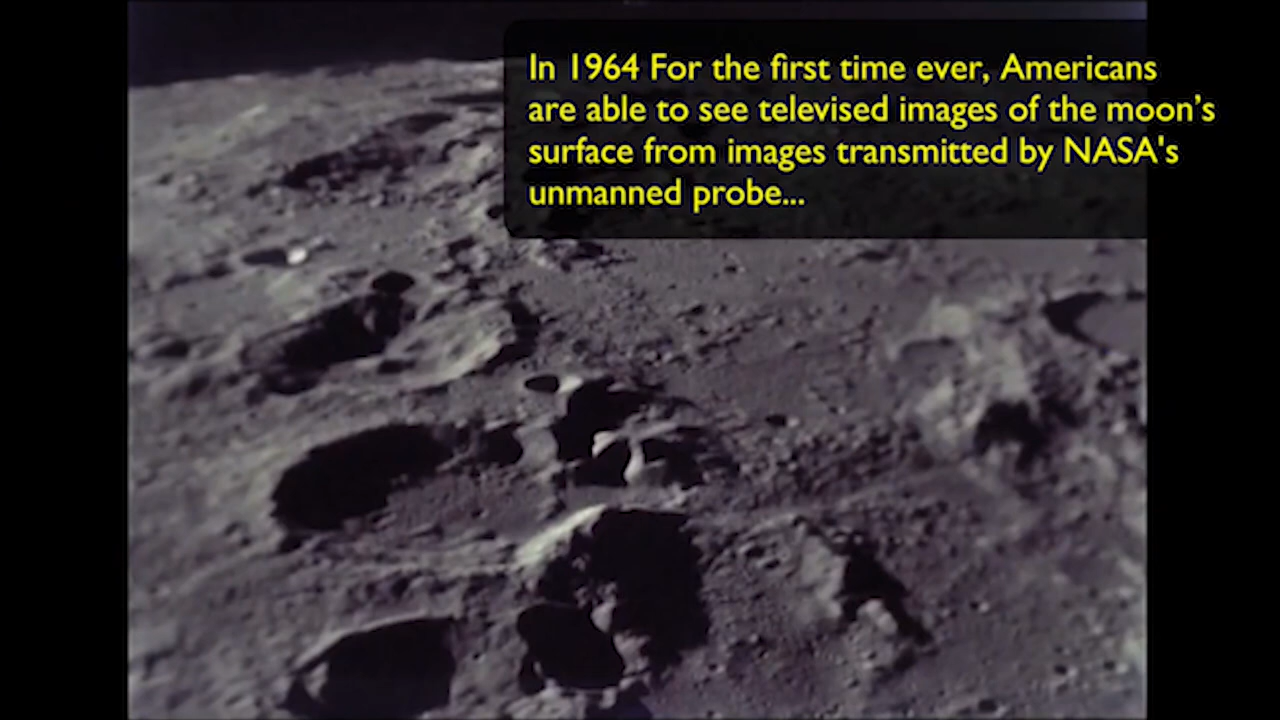 In 1964 For the first time ever, Americans
are able to see televised images of the moon’s
surface from images transmitted by NASA's
unmanned probe...